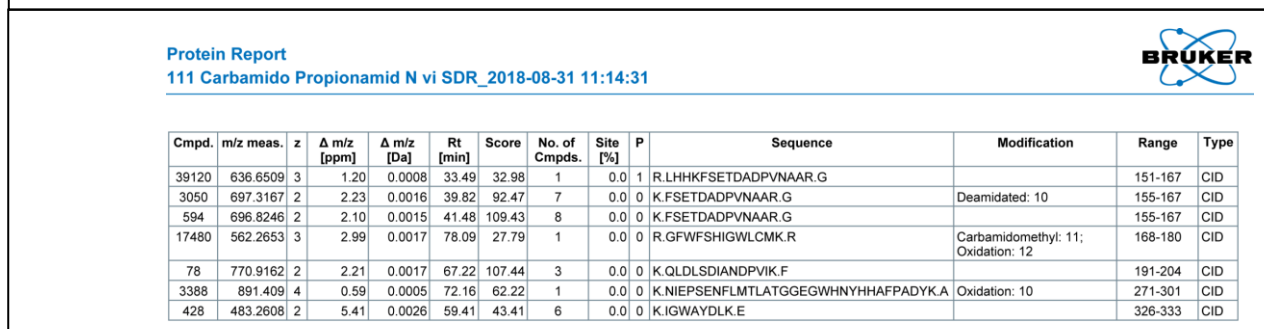 Protein Report
BRUKER
111 Carbamido Propionamid N vi SDR_2018-08-31 11:14:31
Cmpd. m/z meas. z Δ m/z [ppm] Δ m/z [Da] Rt [min] Score No. of Cmpds. Site [%] P Sequence Modification Range Type
39120 636.6509 3 1.20 0.0008 33.49 32.98 1 0.0 1 R.LHHKFSETDADPVNAAR.G 151-167 CID
3050 697.3167 2 2.23 0.0016 39.82 92.47 7 0.0 0 K.FSETDADPVNAAR.G Deamidated: 10 155-167 CID
594 696.8246 2 2.10 0.0015 41.48 109.43 8 0.0 0 K.FSETDADPVNAAR.G 155-167 CID
17480 562.2653 3 2.99 0.0017 78.09 27.79 1 0.0 0 R.GFWFSHIGWLCMK.R Carbamidomethyl: 11; Oxidation: 12 168-180 CID
78 770.9162 2 2.21 0.0017 67.22 107.44 3 0.0 0 K.QLDLSDIANDPVIK.F 191-204 CID
3388 891.409 4 0.59 0.0005 72.16 62.22 1 0.0 0 K.NIEPSENFLMTLATGGEGWHNYHHAFPADYK.A Oxidation: 10 271-301 CID
428 483.2608 2 5.41 0.0026 59.41 43.41 6 0.0 0 K.IGWAYDLK.E 326-333 CID